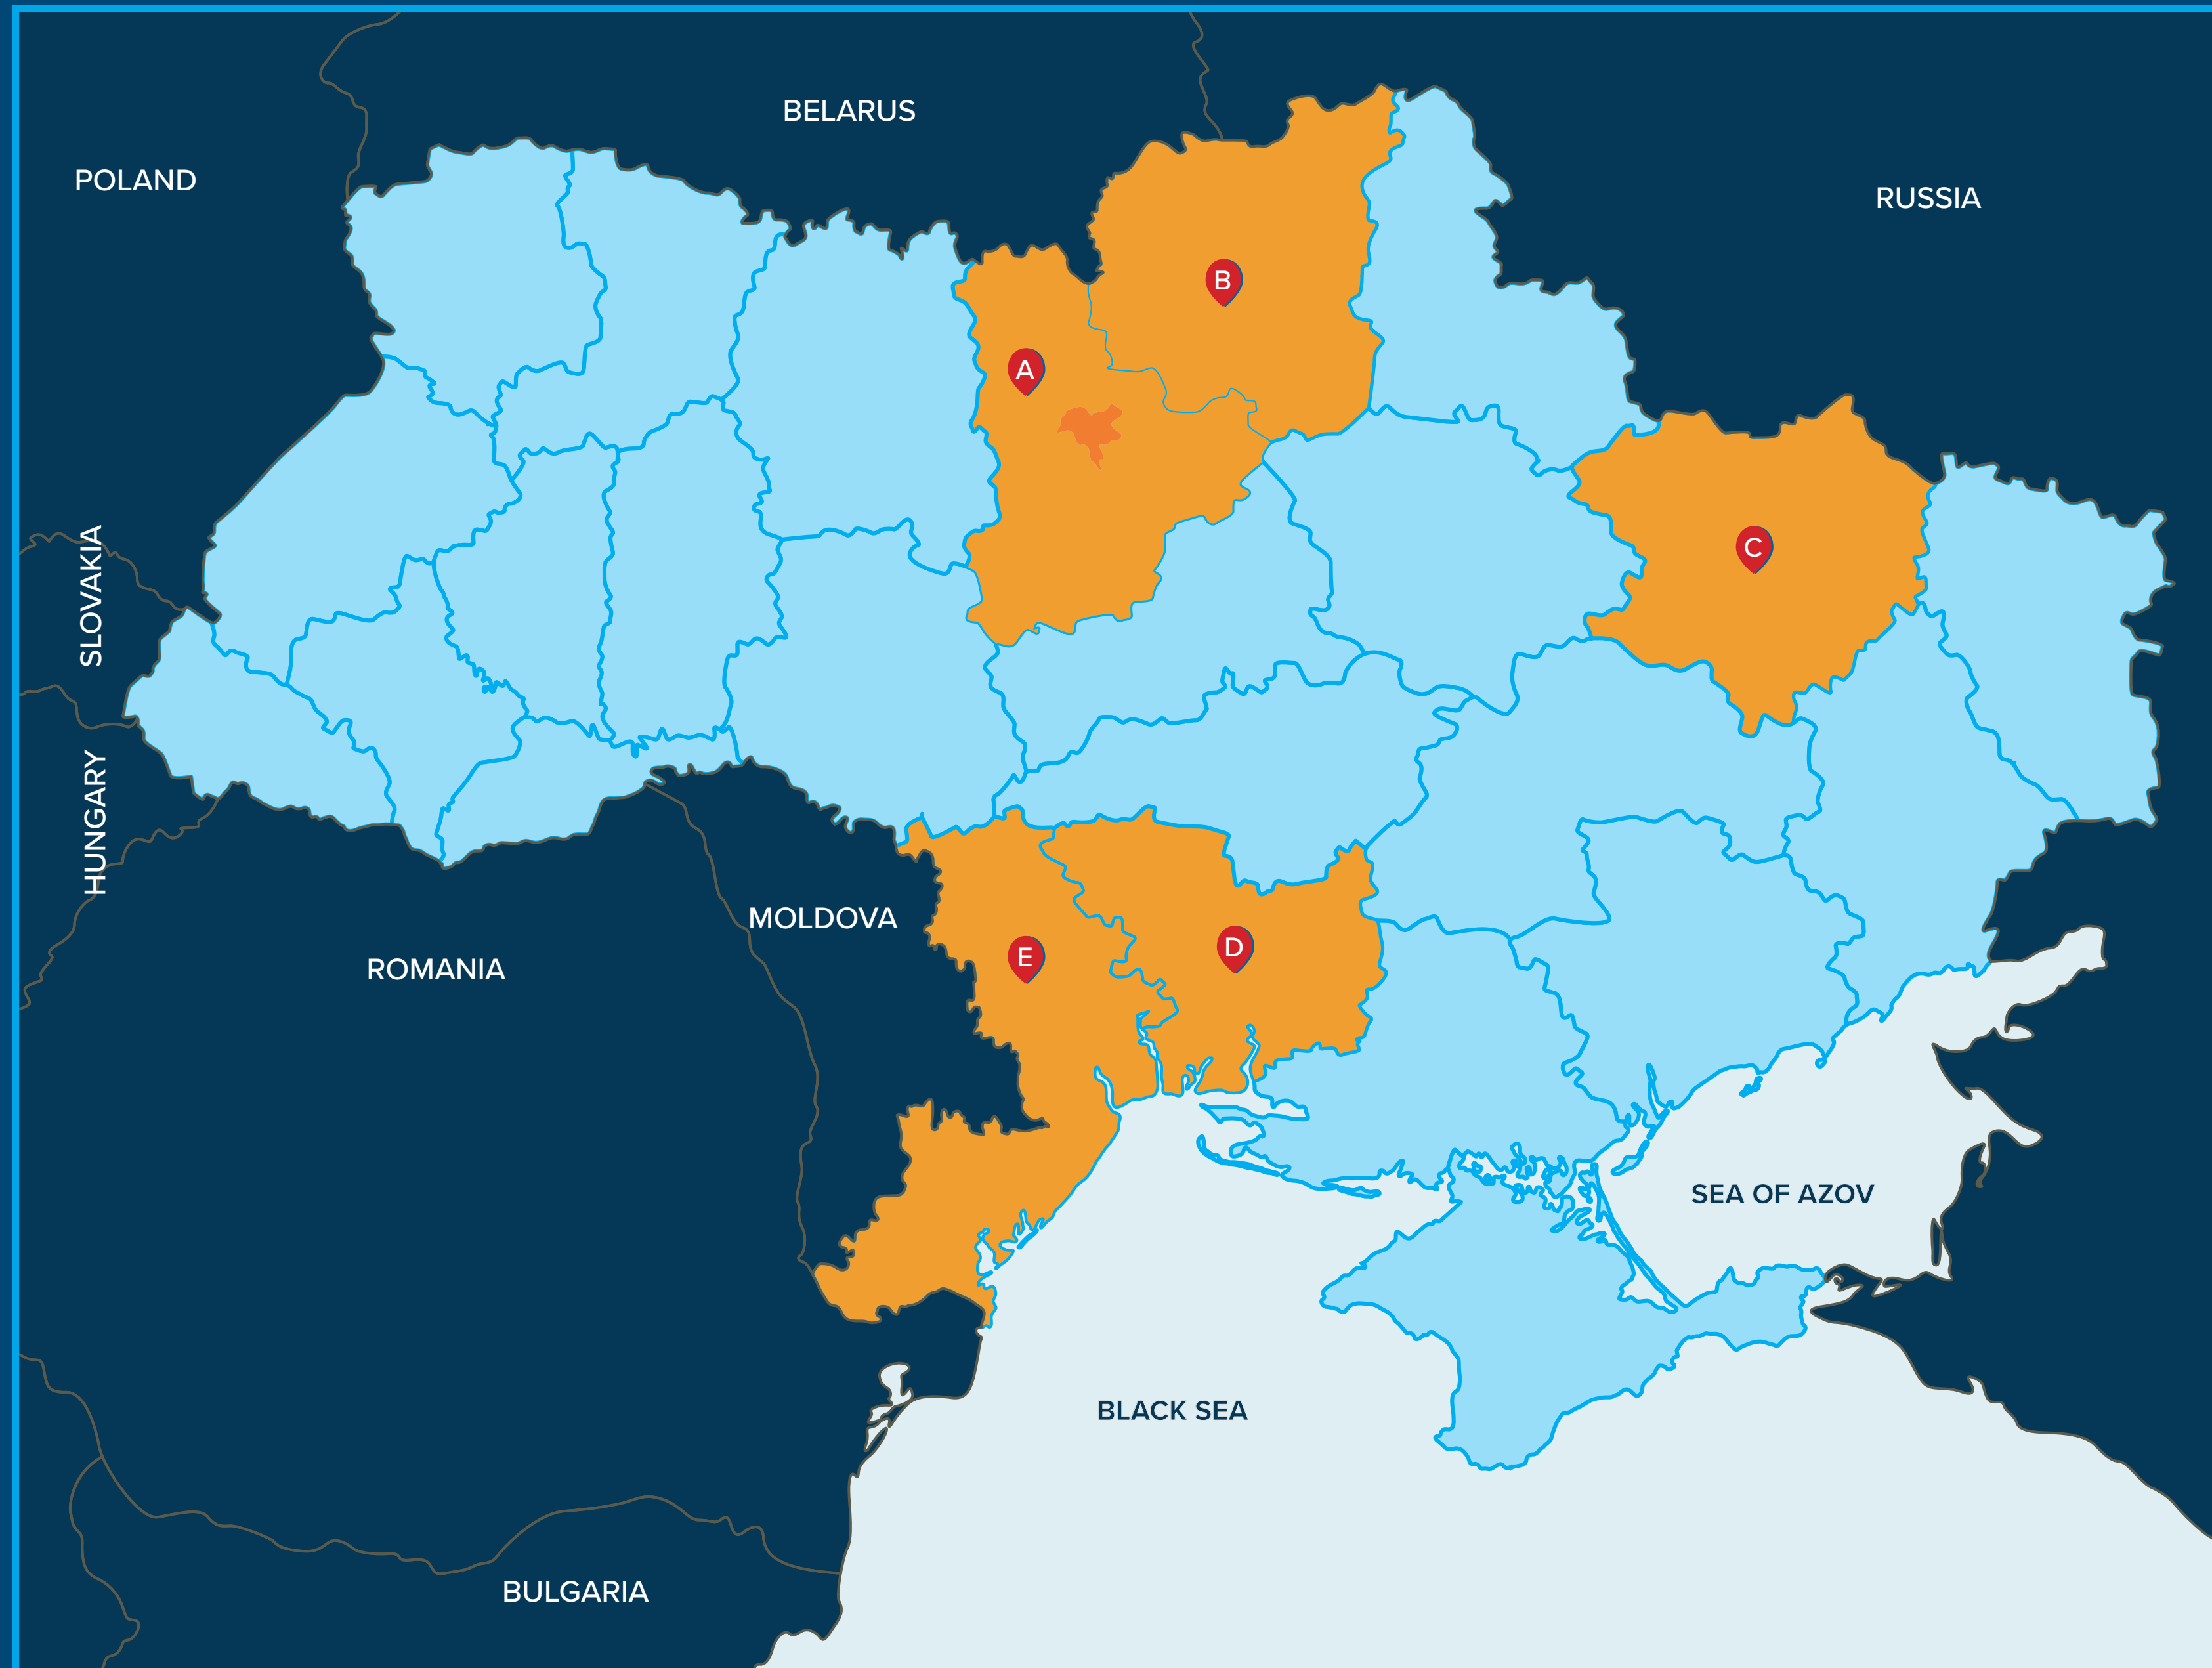 BELARUS
POLAND
RUSSIA
B
A
C
SLOVAKIA
HUNGARY
MOLDOVA
D
E
ROMANIA
SEA OF AZOV
BLACK SEA
BULGARIA